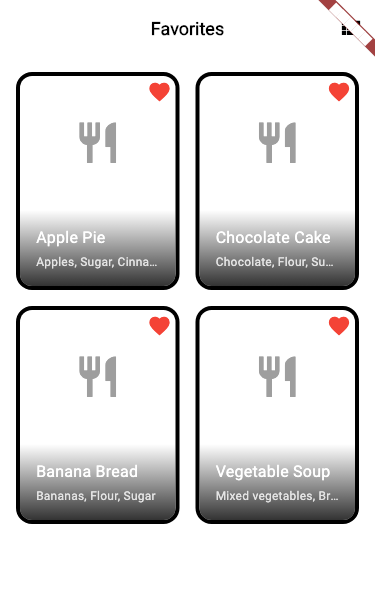 Favorites
Apple Pie
Apples, Sugar, Cinna...
Chocolate Cake
Chocolate, Flour, Su...
Banana Bread
Bananas, Flour, Sugar
Vegetable Soup
Mixed vegetables, Br...